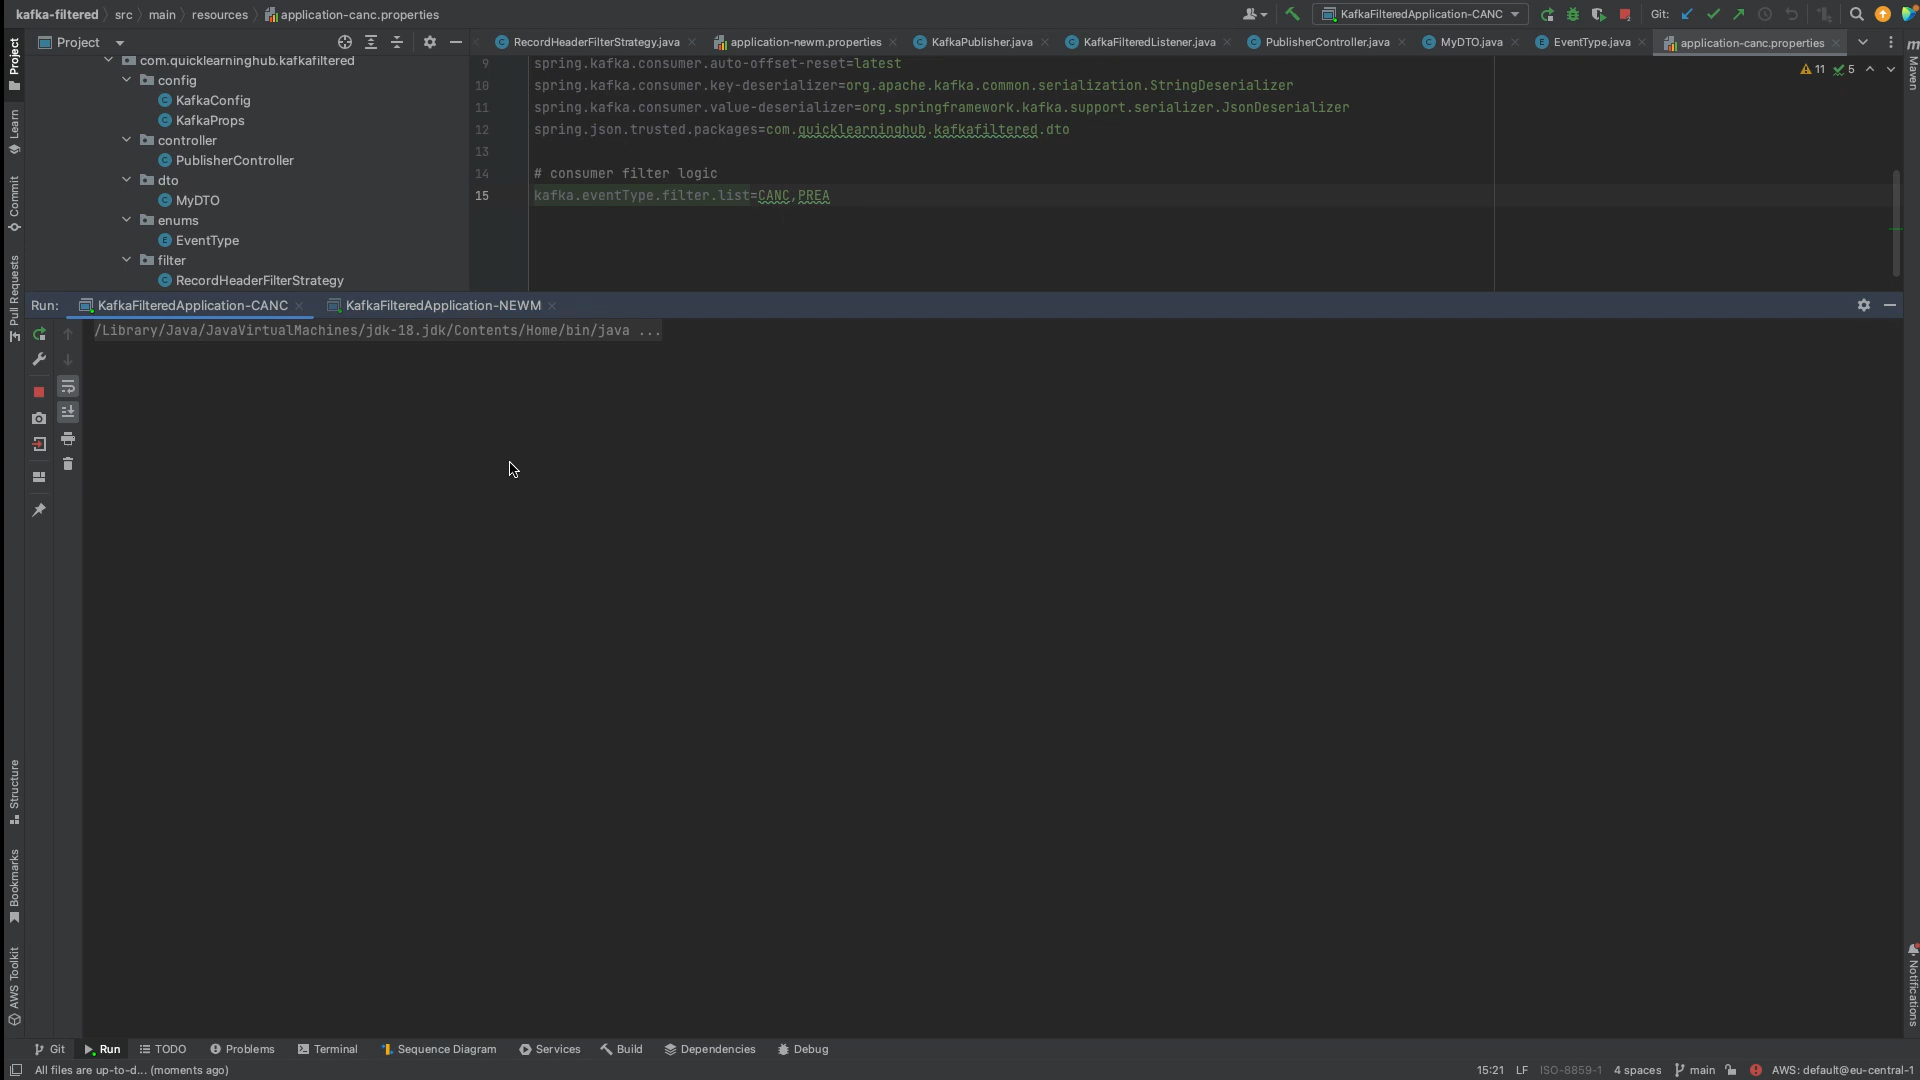 kafka-filtered src main resources application-canc.properties
KafkaFilteredApplication-CANC Git:
Project
RecordHeaderFilterStrategy.java application-newm.properties KafkaPublisher.java KafkaFilteredListener.java PublisherController.java MyDTO.java EventType.java application-canc.properties
Project
Learn
Commit
Pull Requests
Structure
Bookmarks
AWS Toolkit
com.quicklearninghub.kafkafiltered
config
KafkaConfig
KafkaProps
controller
PublisherController
dto
MyDTO
enums
EventType
filter
RecordHeaderFilterStrategy
9 spring.kafka.consumer.auto-offset-reset=latest
10 spring.kafka.consumer.key-deserializer=org.apache.kafka.common.serialization.StringDeserializer
11 spring.kafka.consumer.value-deserializer=org.springframework.kafka.support.serializer.JsonDeserializer
12 spring.json.trusted.packages=com.quicklearninghub.kafkafiltered.dto
13
14 # consumer filter logic
15 kafka.eventType.filter.list=CANC,PREA
11 5
m
Maven
Notifications
Run: KafkaFilteredApplication-CANC KafkaFilteredApplication-NEWM
/Library/Java/JavaVirtualMachines/jdk-18.jdk/Contents/Home/bin/java ...
Git Run TODO Problems Terminal Sequence Diagram Services Build Dependencies Debug
All files are up-to-d... (moments ago)
15:21 LF ISO-8859-1 4 spaces main AWS: default@eu-central-1